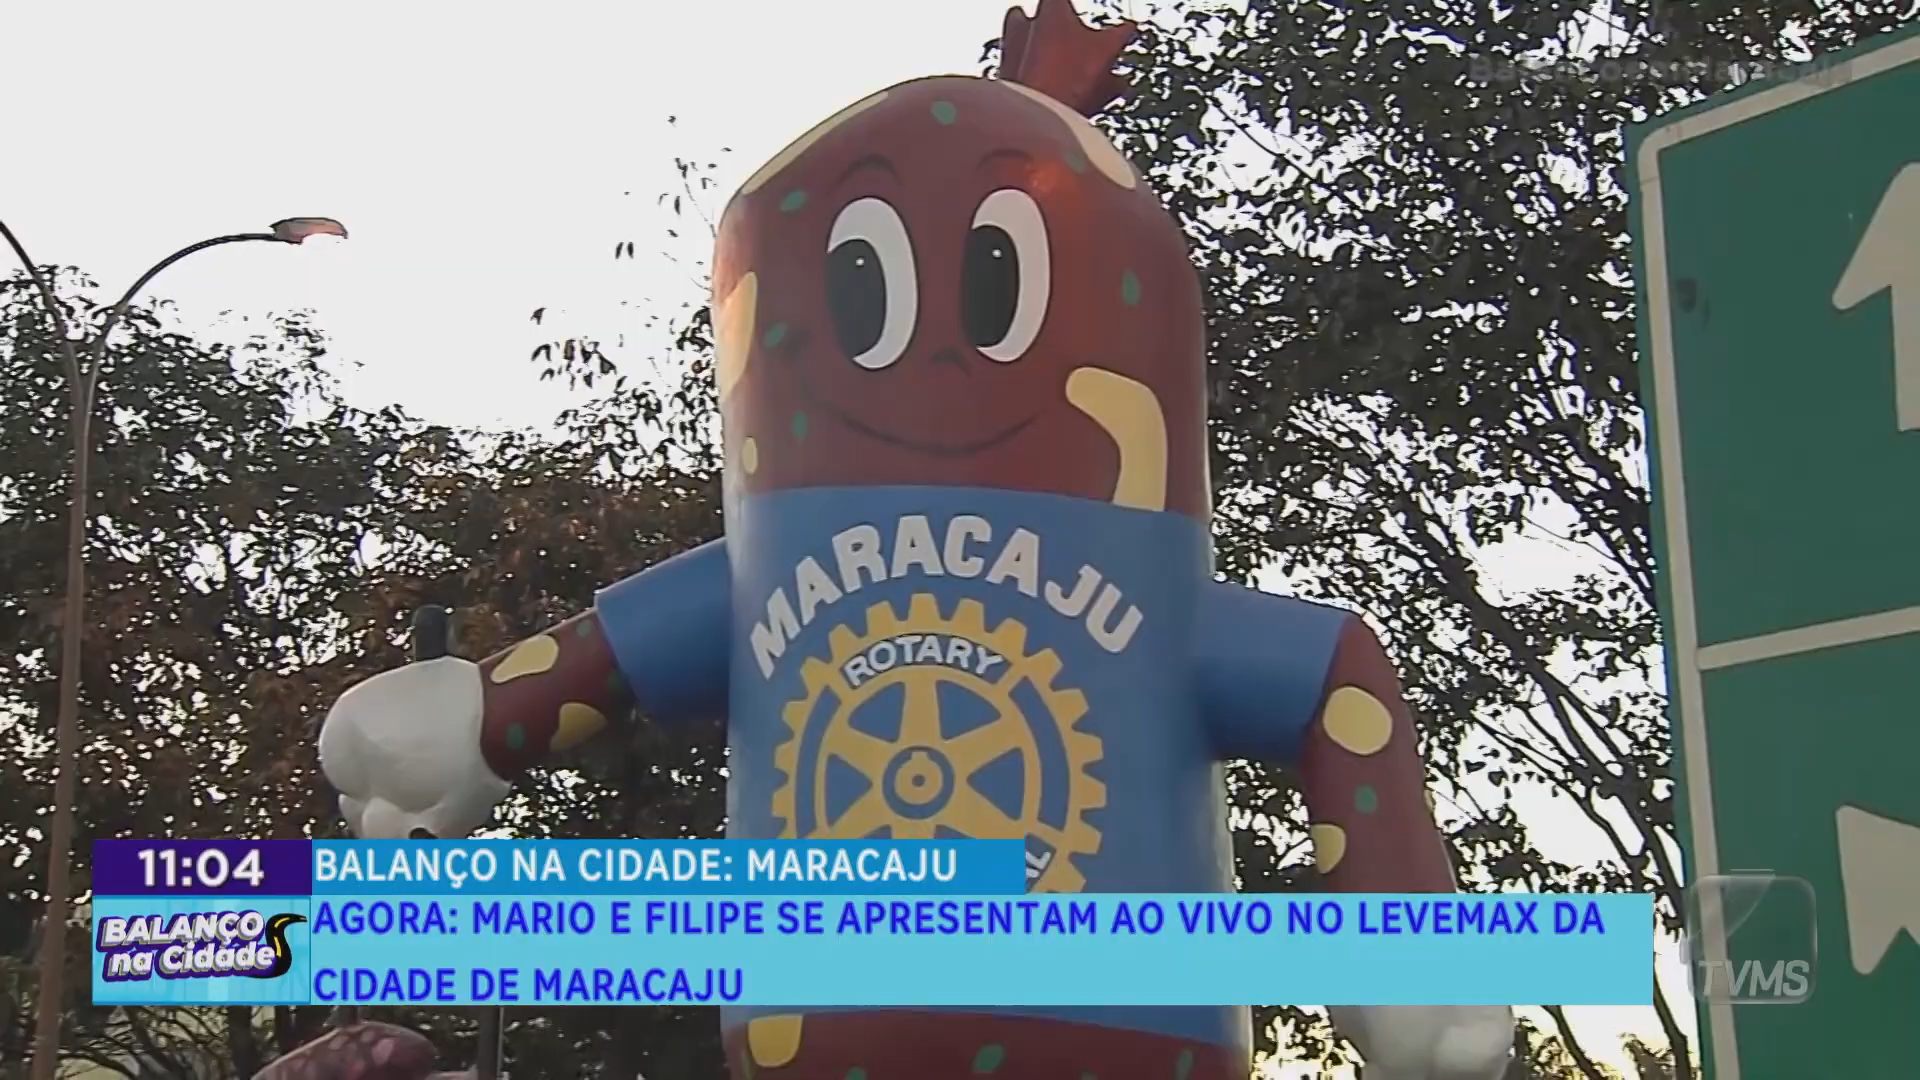 MARACAJU
ROTARY
11:04
BALANÇO NA CIDADE: MARACAJU
BALANÇO
na Cidade
AGORA: MARIO E FILIPE SE APRESENTAM AO VIVO NO LEVEMAX DA
CIDADE DE MARACAJU
TVMS